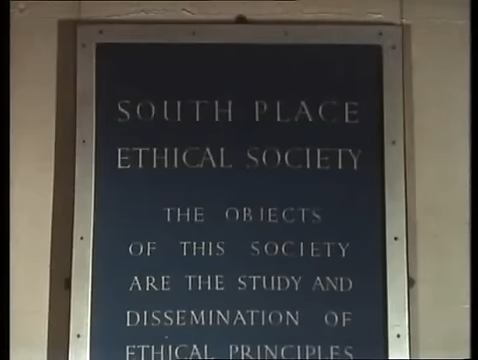 SOUTH PLACE
ETHICAL SOCIETY
THE OBJECTS
OF THIS SOCIETY
ARE THE STUDY AND
DISSEMINATION OF
ETHICAL PRINCIPLES